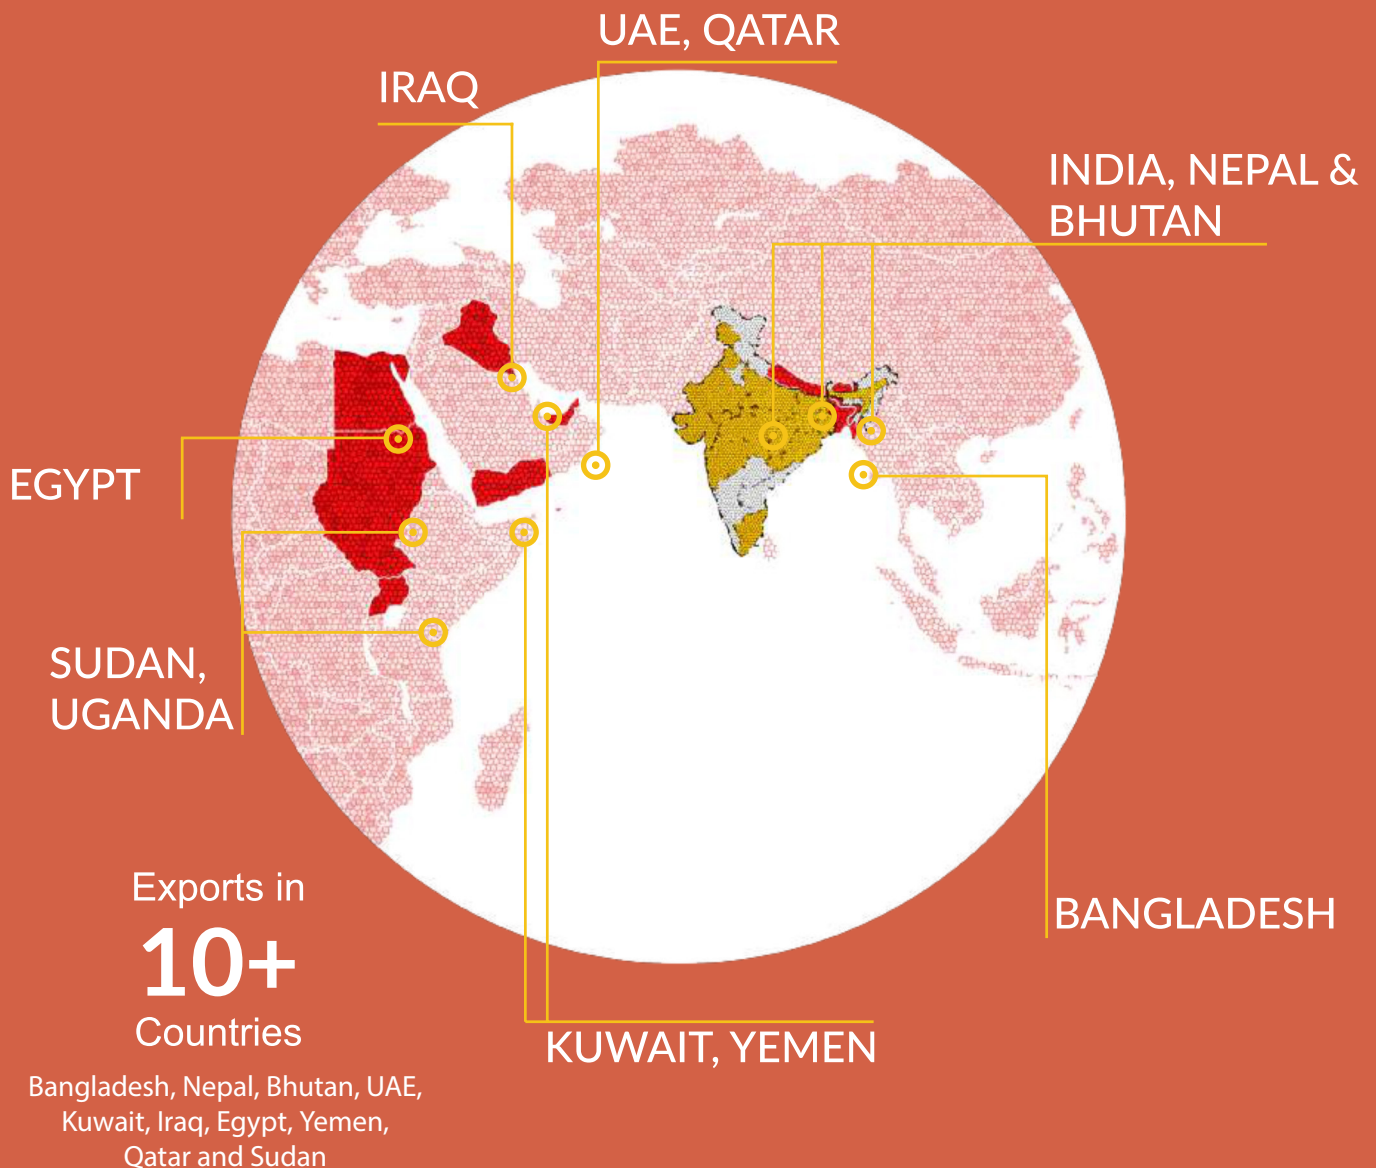 UAE, QATAR
IRAQ
INDIA, NEPAL &
BHUTAN
EGYPT
SUDAN,
UGANDA
BANGLADESH
KUWAIT, YEMEN
Exports in
10+
Countries
Bangladesh, Nepal, Bhutan, UAE,
Kuwait, Iraq, Egypt, Yemen,
Qatar and Sudan